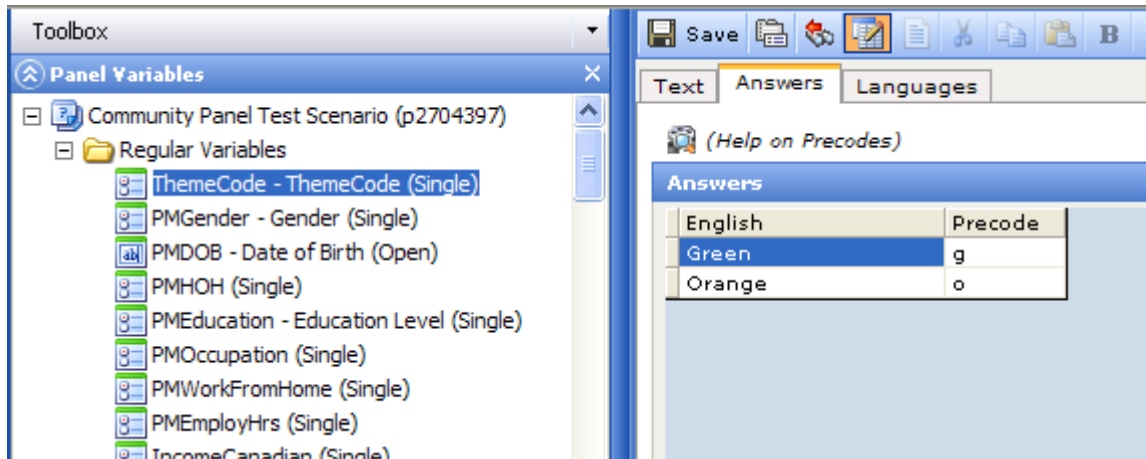 Toolbox
Panel Variables
Community Panel Test Scenario (p2704397)
Regular Variables
ThemeCode - ThemeCode (Single)
PMGender - Gender (Single)
PMDOB - Date of Birth (Open)
PMHOH (Single)
PMEducation - Education Level (Single)
PMOccupation (Single)
PMWorkFromHome (Single)
PMEmployHrs (Single)
IncomeCanadian (Single)
Save B
Text Answers Languages
(Help on Precodes)
Answers
English Precode
Green g
Orange o